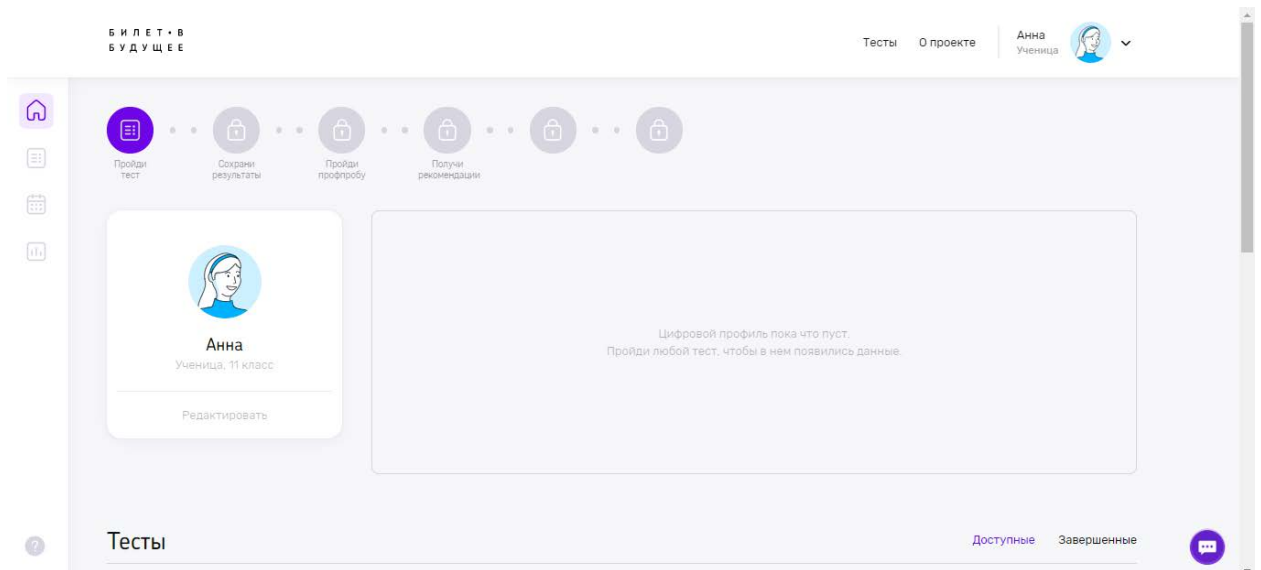 БИЛЕТ•В
БУДУЩЕЕ
Тесты О проекте
Анна
Ученица
Пройди
тест
Сохрани
результаты
Пройди
профпробу
Получи
рекомендации
Анна
Ученица, 11 класс
Редактировать
Цифровой профиль пока что пуст.
Пройди любой тест, чтобы в нем появились данные.
Тесты
Доступные Завершенные
?